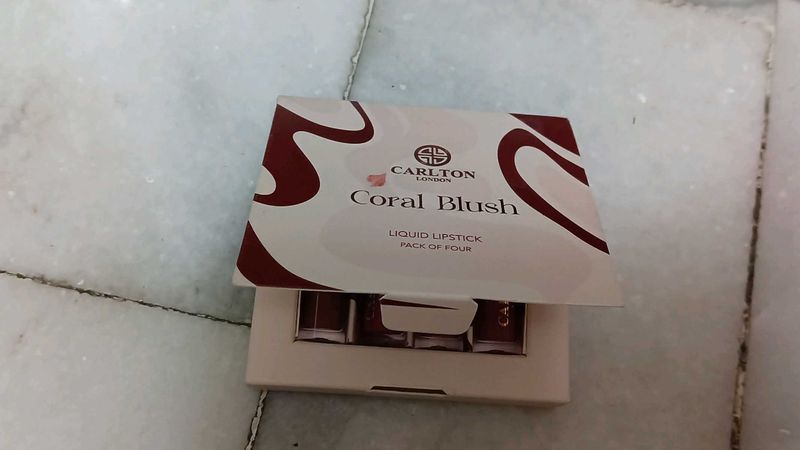 CARLTON
LONDON
Coral Blush
LIQUID LIPSTICK
PACK OF FOUR